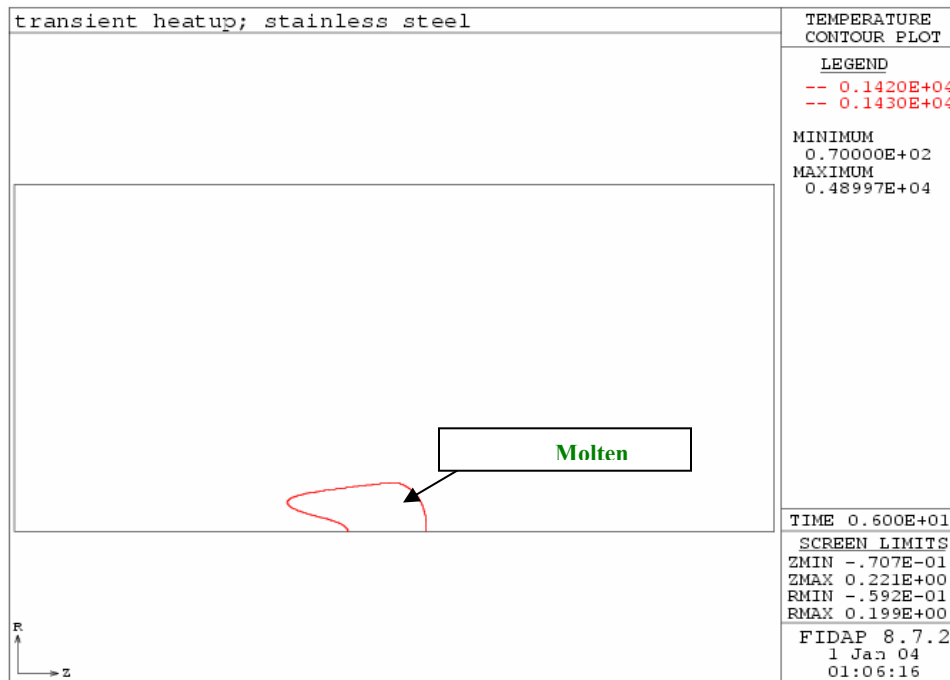 transient heatup; stainless steel
TEMPERATURE
CONTOUR PLOT
LEGEND
-- 0.1420E+04
-- 0.1430E+04
MINIMUM
0.70000E+02
MAXIMUM
0.48997E+04
Molten
TIME 0.600E+01
SCREEN LIMITS
ZMIN -.707E-01
ZMAX 0.221E+00
RMIN -.592E-01
RMAX 0.199E+00
FIDAP 8.7.2
1 Jan 04
01:06:16
R
Z